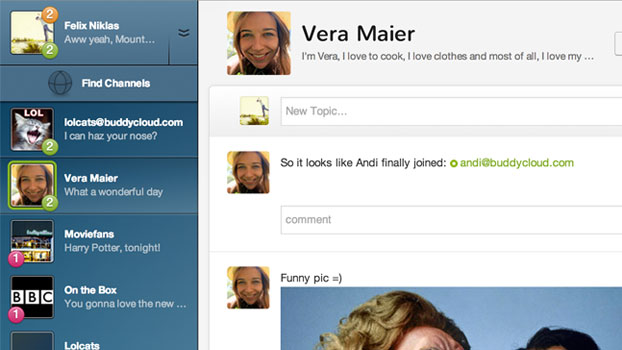 Felix Niklas
Aww yeah, Mount…
2
2
Find Channels
LOL
lolcats@buddycloud.com
I can haz your nose?
2
Vera Maier
What a wonderful day
2
Moviefans
Harry Potter, tonight!
1
BBC
On the Box
You gonna love the new …
1
Lolcats
Vera Maier
I'm Vera, I love to cook, I love clothes and most of all, I love my …
New Topic...
So it looks like Andi finally joined: andi@buddycloud.com
comment
Funny pic =)